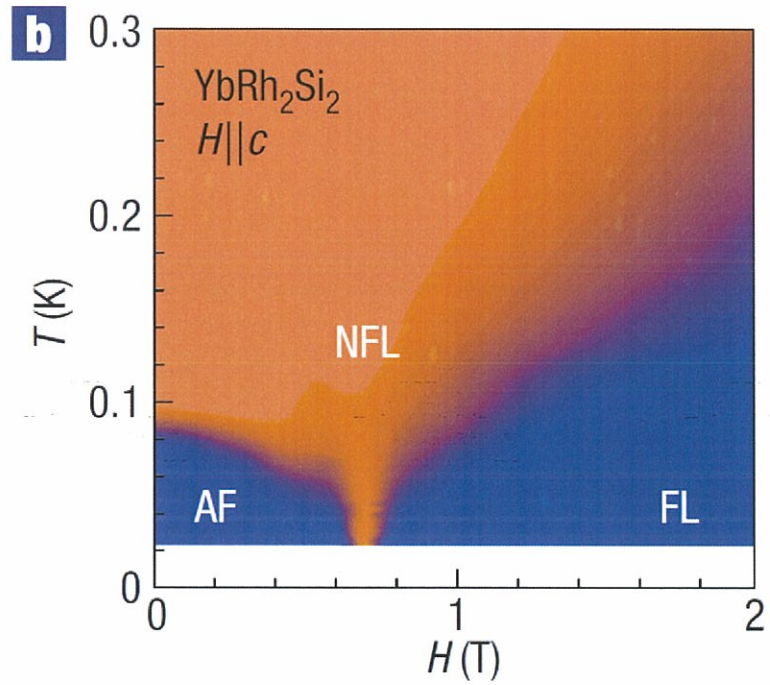 b
0.3
YbRh₂Si₂
H||c
0.2
T (K)
NFL
0.1
AF
FL
0
0
1
2
H (T)